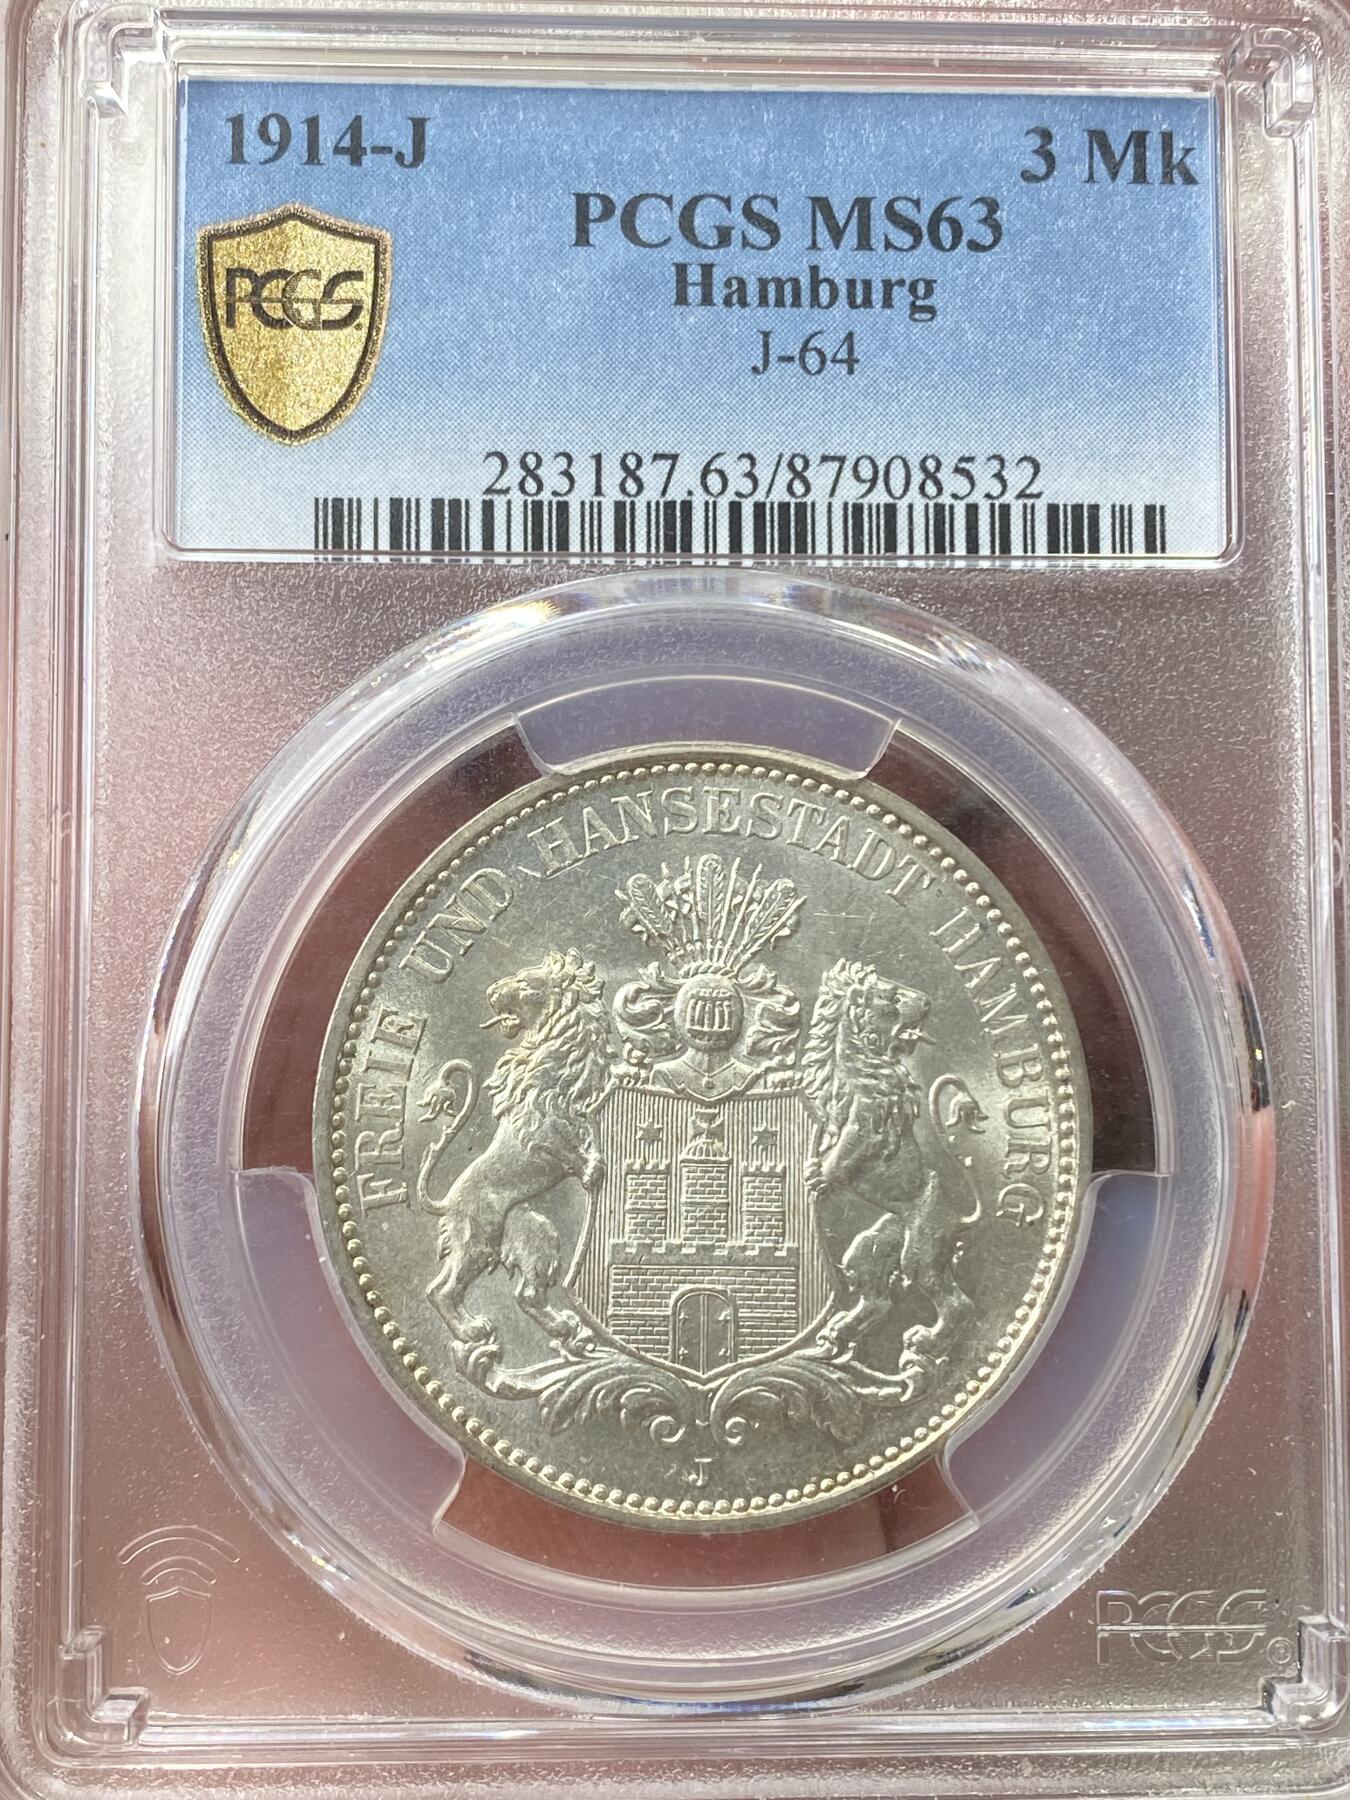 1914-J
3 Mk
PCGS MS63
Hamburg
J-64
PCGS
283187.63/87908532
FREIE UND HANSESTADT HAMBURG
J
PCGS®